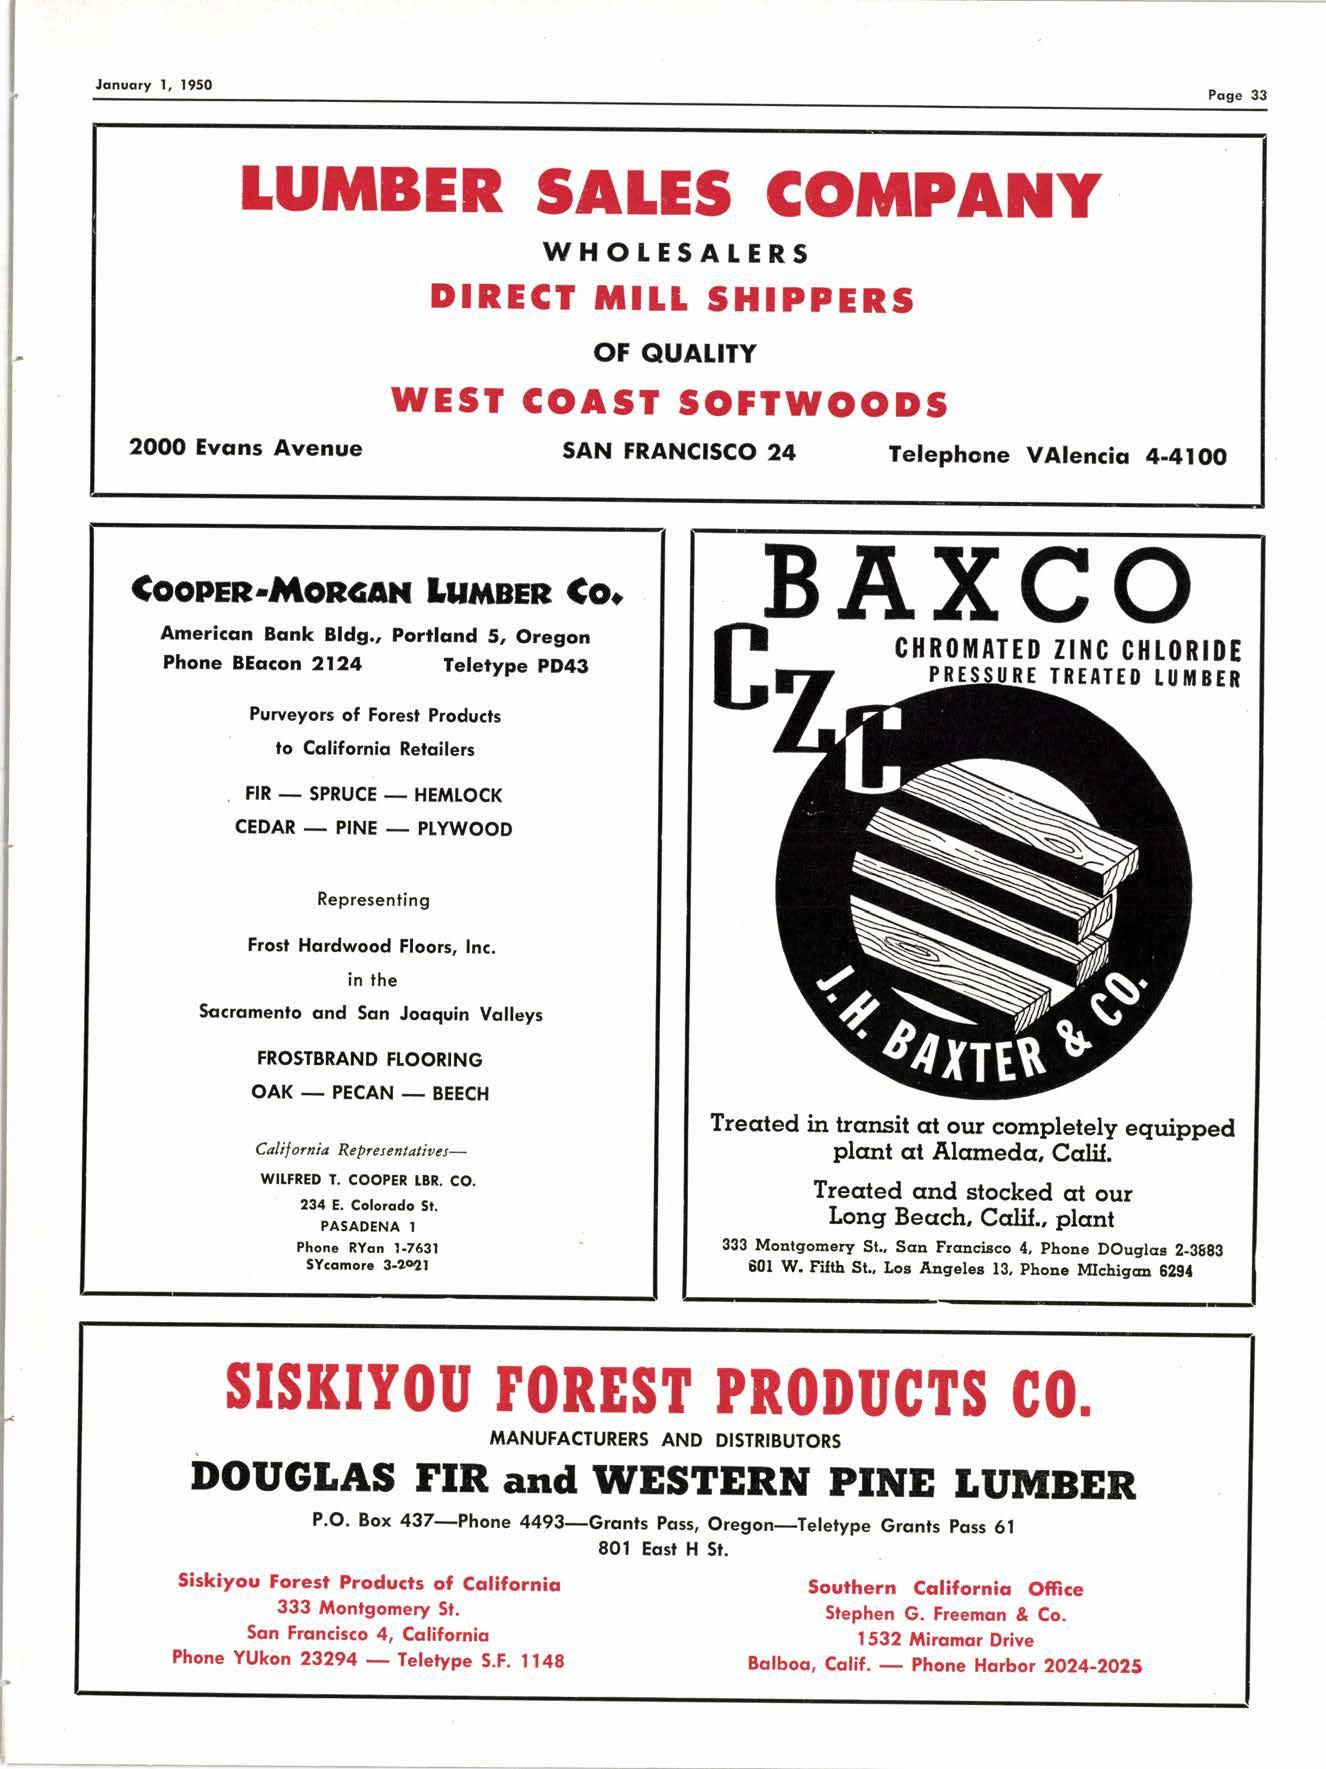 January 1, 1950
Page 33
LUMBER SALES COMPANY
WHOLESALERS
DIRECT MILL SHIPPERS
OF QUALITY
WEST COAST SOFTWOODS
2000 Evans Avenue SAN FRANCISCO 24 Telephone VAlencia 4-4100
COOPER-MORGAN LUMBER CO.
American Bank Bldg., Portland 5, Oregon
Phone BEacon 2124 Teletype PD43
Purveyors of Forest Products
to California Retailers
FIR — SPRUCE — HEMLOCK
CEDAR — PINE — PLYWOOD
Representing
Frost Hardwood Floors, Inc.
in the
Sacramento and San Joaquin Valleys
FROSTBRAND FLOORING
OAK — PECAN — BEECH
California Representatives—
WILFRED T. COOPER LBR. CO.
234 E. Colorado St.
PASADENA 1
Phone RYan 1-7631
SYcamore 3-2021
BAXCO
CZC
CHROMATED ZINC CHLORIDE
PRESSURE TREATED LUMBER
J. H. BAXTER & CO.
Treated in transit at our completely equipped
plant at Alameda, Calif.
Treated and stocked at our
Long Beach, Calif., plant
333 Montgomery St., San Francisco 4, Phone DOuglas 2-3883
601 W. Fifth St., Los Angeles 13, Phone MIchigan 6294
SISKIYOU FOREST PRODUCTS CO.
MANUFACTURERS AND DISTRIBUTORS
DOUGLAS FIR and WESTERN PINE LUMBER
P.O. Box 437—Phone 4493—Grants Pass, Oregon—Teletype Grants Pass 61
801 East H St.
Siskiyou Forest Products of California
333 Montgomery St.
San Francisco 4, California
Phone YUkon 23294 — Teletype S.F. 1148
Southern California Office
Stephen G. Freeman & Co.
1532 Miramar Drive
Balboa, Calif. — Phone Harbor 2024-2025